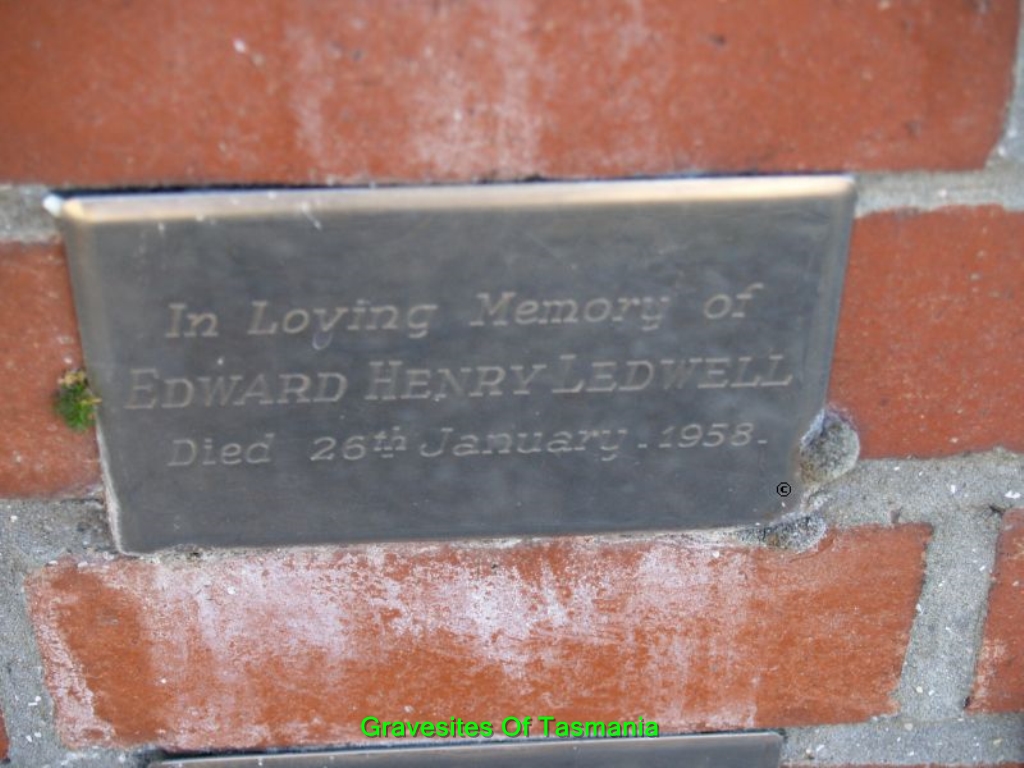 In Loving Memory of
EDWARD HENRY LEDWELL
Died 26th January.1958.
©
Gravesites Of Tasmania